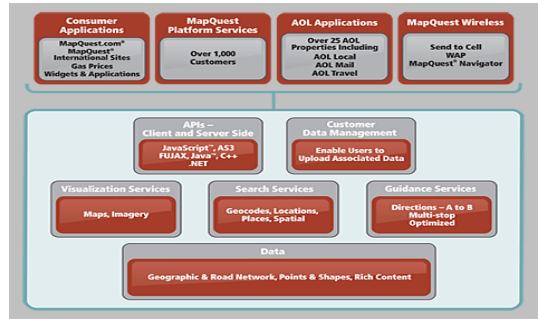 Consumer
Applications
MapQuest.com®
MapQuest®
International Sites
Gas Prices
Widgets & Applications
MapQuest
Platform Services
Over 1,000
Customers
AOL Applications
Over 25 AOL
Properties Including
AOL Local
AOL Mail
AOL Travel
MapQuest Wireless
Send to Cell
WAP
MapQuest® Navigator
APIs –
Client and Server Side
JavaScript™, AS3
FUJAX, Java™, C++
.NET
Customer
Data Management
Enable Users to
Upload Associated Data
Visualization Services
Maps, Imagery
Search Services
Geocodes, Locations,
Places, Spatial
Guidance Services
Directions – A to B
Multi-stop
Optimized
Data
Geographic & Road Network, Points & Shapes, Rich Content